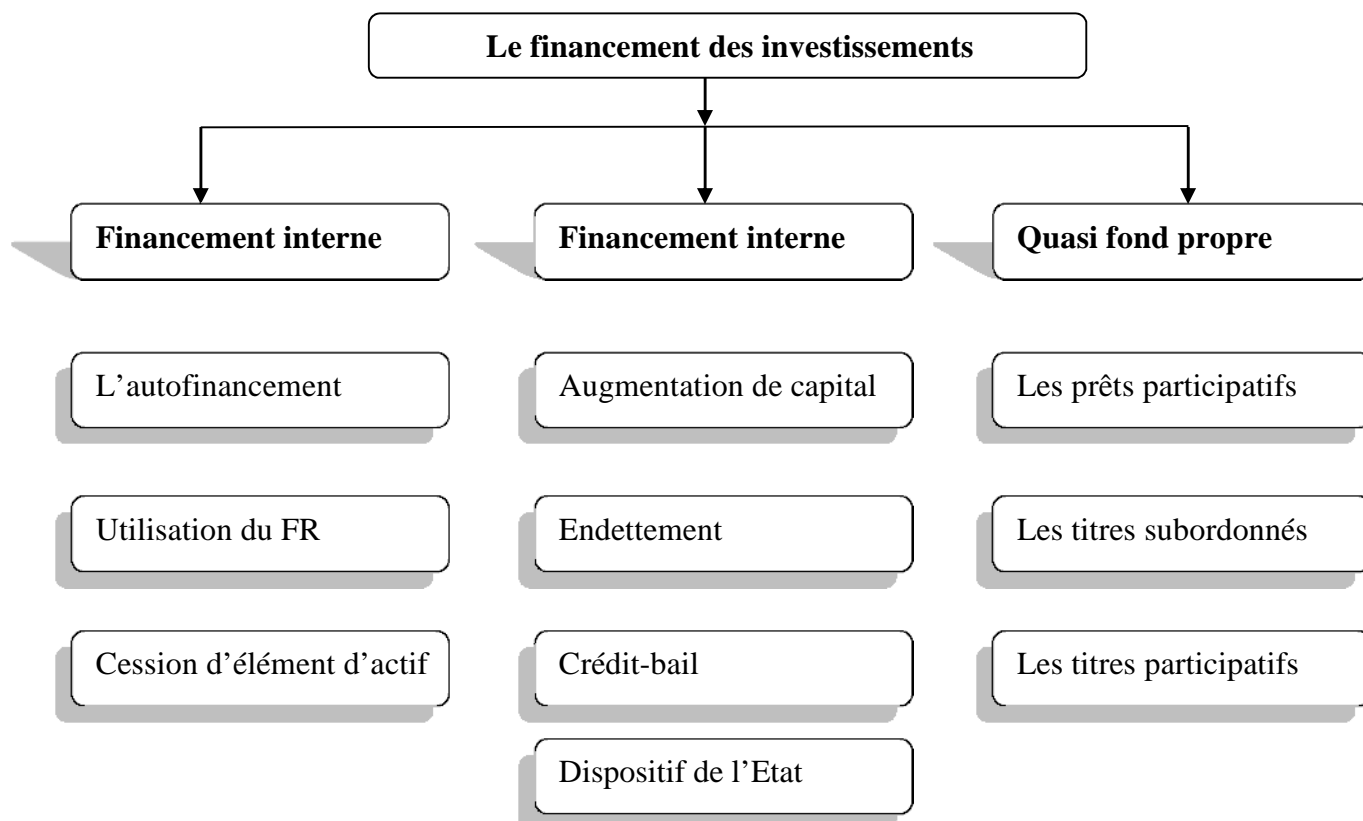 Le financement des investissements
Financement interne
Financement interne
Quasi fond propre
L’autofinancement
Augmentation de capital
Les prêts participatifs
Utilisation du FR
Endettement
Les titres subordonnés
Cession d’élément d’actif
Crédit-bail
Les titres participatifs
Dispositif de l’Etat